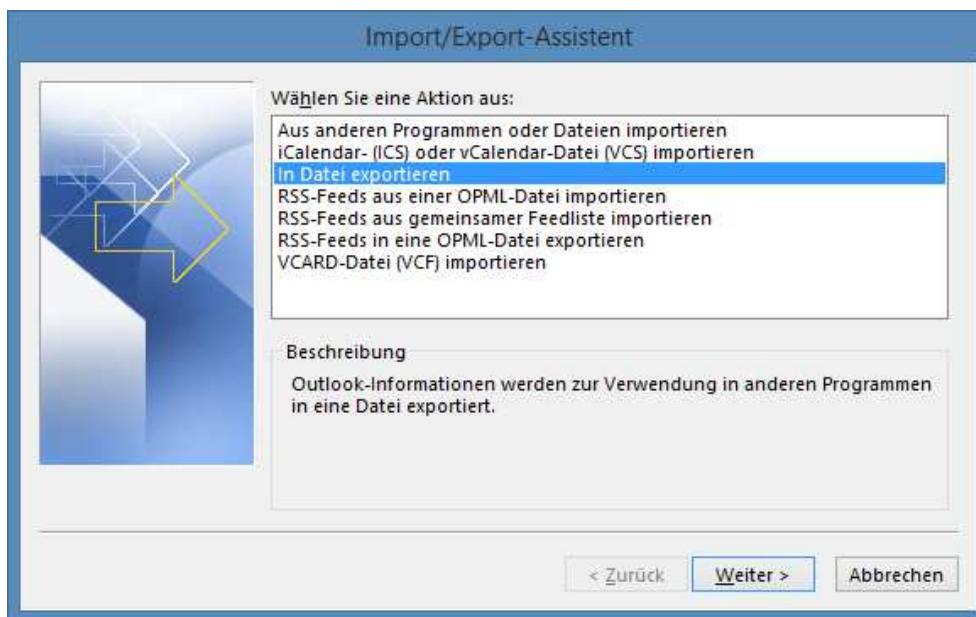 Import/Export-Assistent
Wählen Sie eine Aktion aus:
Aus anderen Programmen oder Dateien importieren
iCalendar- (ICS) oder vCalendar-Datei (VCS) importieren
In Datei exportieren
RSS-Feeds aus einer OPML-Datei importieren
RSS-Feeds aus gemeinsamer Feedliste importieren
RSS-Feeds in eine OPML-Datei exportieren
VCARD-Datei (VCF) importieren
Beschreibung
Outlook-Informationen werden zur Verwendung in anderen Programmen
in eine Datei exportiert.
< Zurück Weiter > Abbrechen